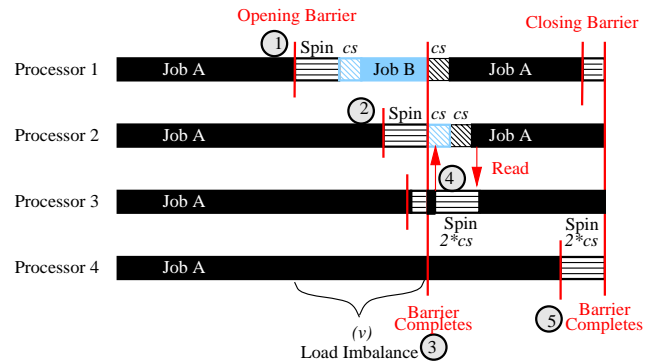 Opening Barrier
Closing Barrier
1 Spin cs cs
Processor 1 Job A Job B Job A
2 Spin cs cs
Processor 2 Job A Job A
4 Read
Processor 3 Job A
Spin Spin
2*cs 2*cs
Processor 4 Job A
(v) Barrier Barrier
Completes 5 Completes
Load Imbalance 3